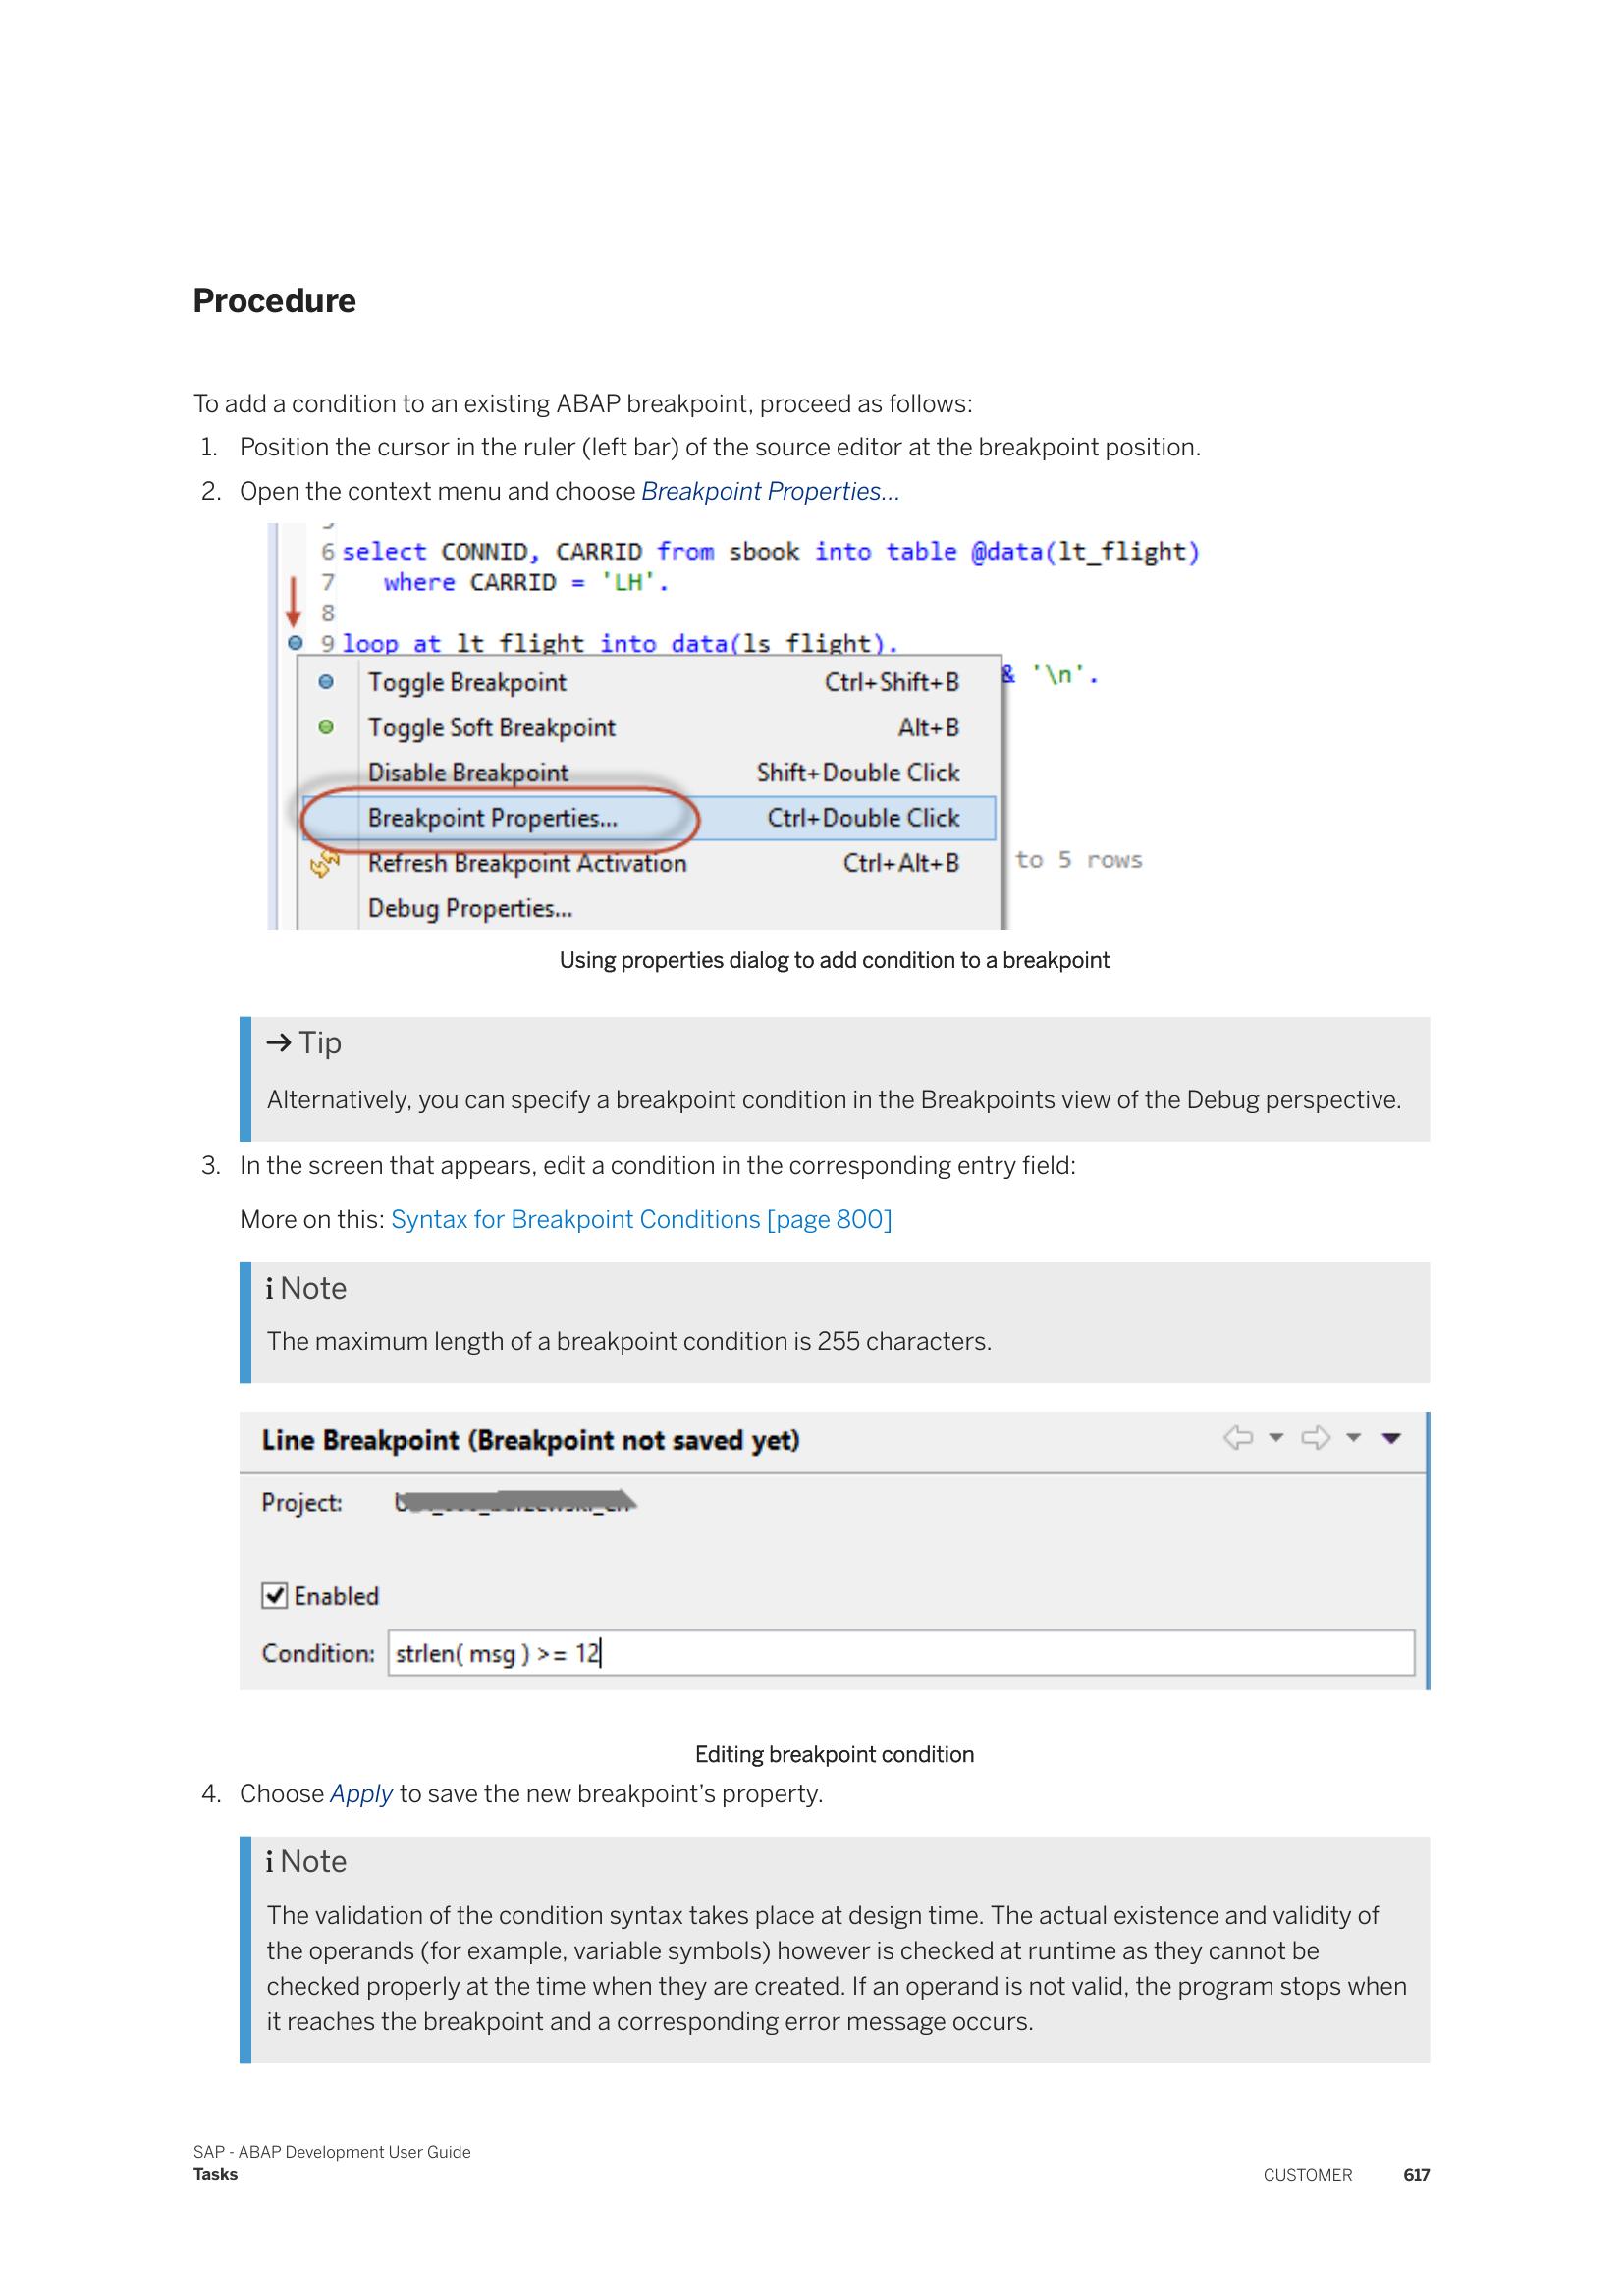 Procedure
To add a condition to an existing ABAP breakpoint, proceed as follows:
1. Position the cursor in the ruler (left bar) of the source editor at the breakpoint position.
2. Open the context menu and choose Breakpoint Properties...
6 select CONNID, CARRID from sbook into table @data(lt_flight)
7 where CARRID = 'LH'.
8
9 loop at lt_flight into data(ls_flight).
& '\n'.
Toggle Breakpoint Ctrl+Shift+B
Toggle Soft Breakpoint Alt+B
Disable Breakpoint Shift+Double Click
Breakpoint Properties... Ctrl+Double Click
Refresh Breakpoint Activation Ctrl+Alt+B
to 5 rows
Debug Properties...
Using properties dialog to add condition to a breakpoint
→ Tip
Alternatively, you can specify a breakpoint condition in the Breakpoints view of the Debug perspective.
3. In the screen that appears, edit a condition in the corresponding entry field:
More on this: Syntax for Breakpoint Conditions [page 800]
i Note
The maximum length of a breakpoint condition is 255 characters.
Line Breakpoint (Breakpoint not saved yet)
Project:
Enabled
Condition: strlen( msg ) >= 12
Editing breakpoint condition
4. Choose Apply to save the new breakpoint's property.
i Note
The validation of the condition syntax takes place at design time. The actual existence and validity of
the operands (for example, variable symbols) however is checked at runtime as they cannot be
checked properly at the time when they are created. If an operand is not valid, the program stops when
it reaches the breakpoint and a corresponding error message occurs.
SAP - ABAP Development User Guide
Tasks
CUSTOMER 617